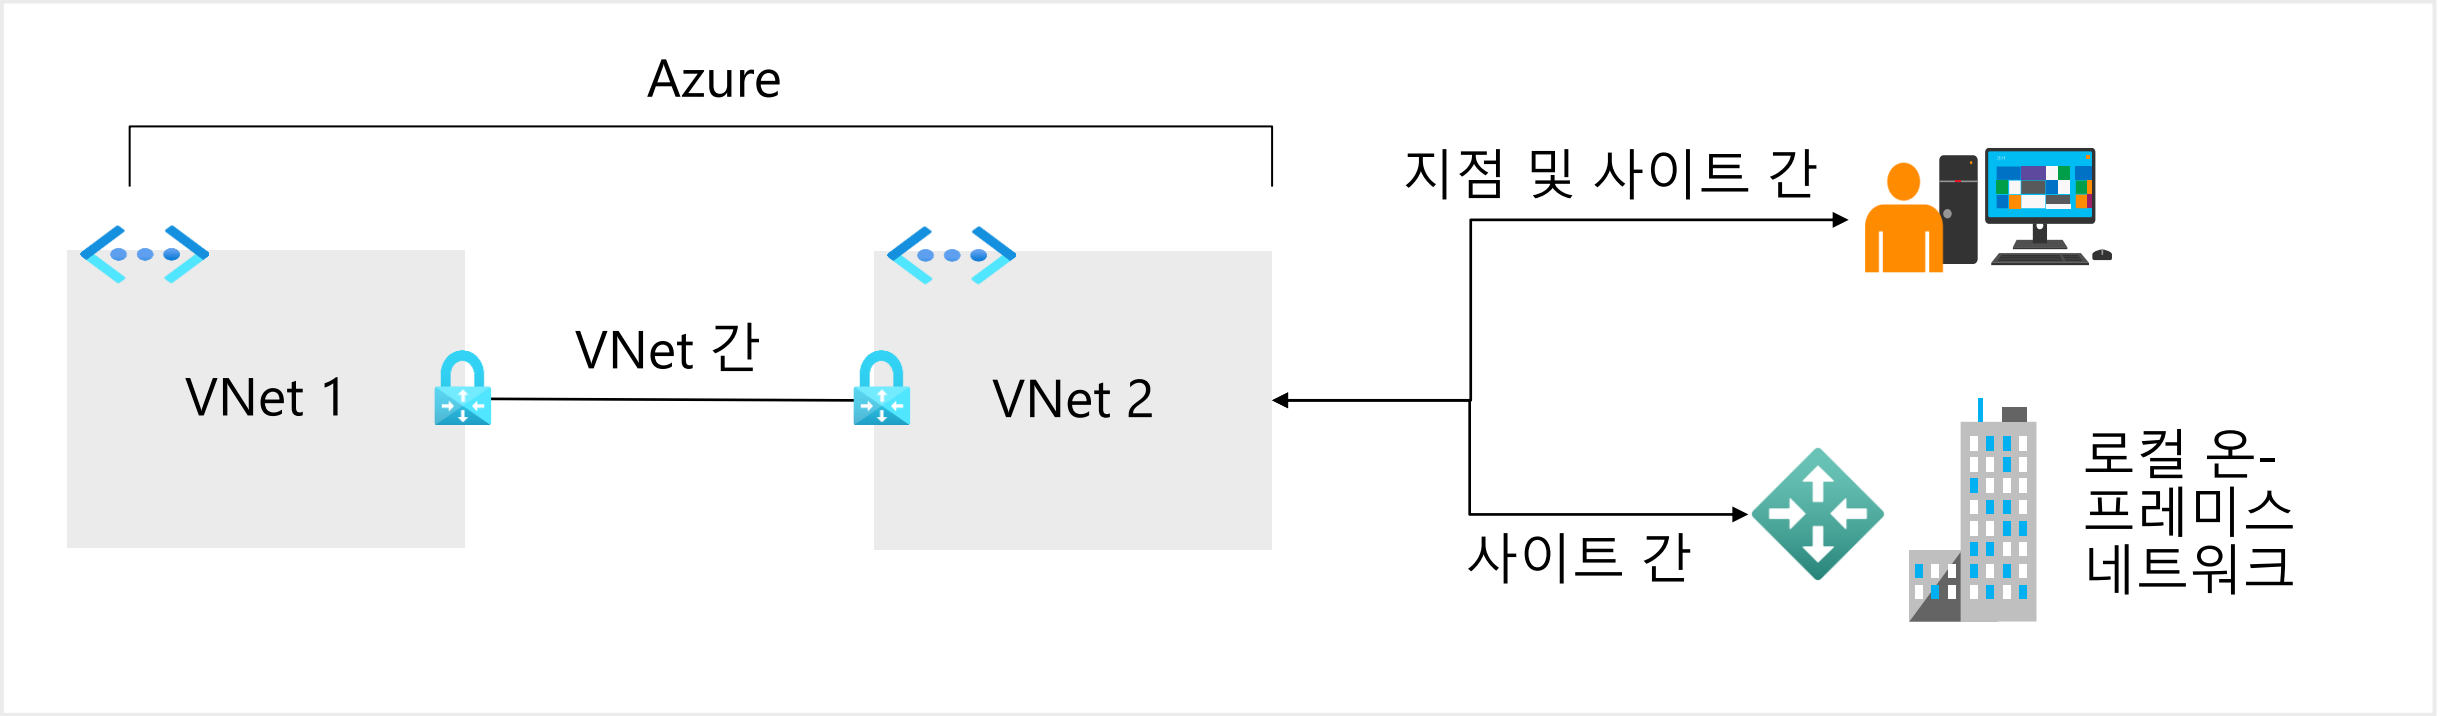 Azure
지점 및 사이트 간
VNet 간
VNet 1
VNet 2
사이트 간
로컬 온-
프레미스
네트워크